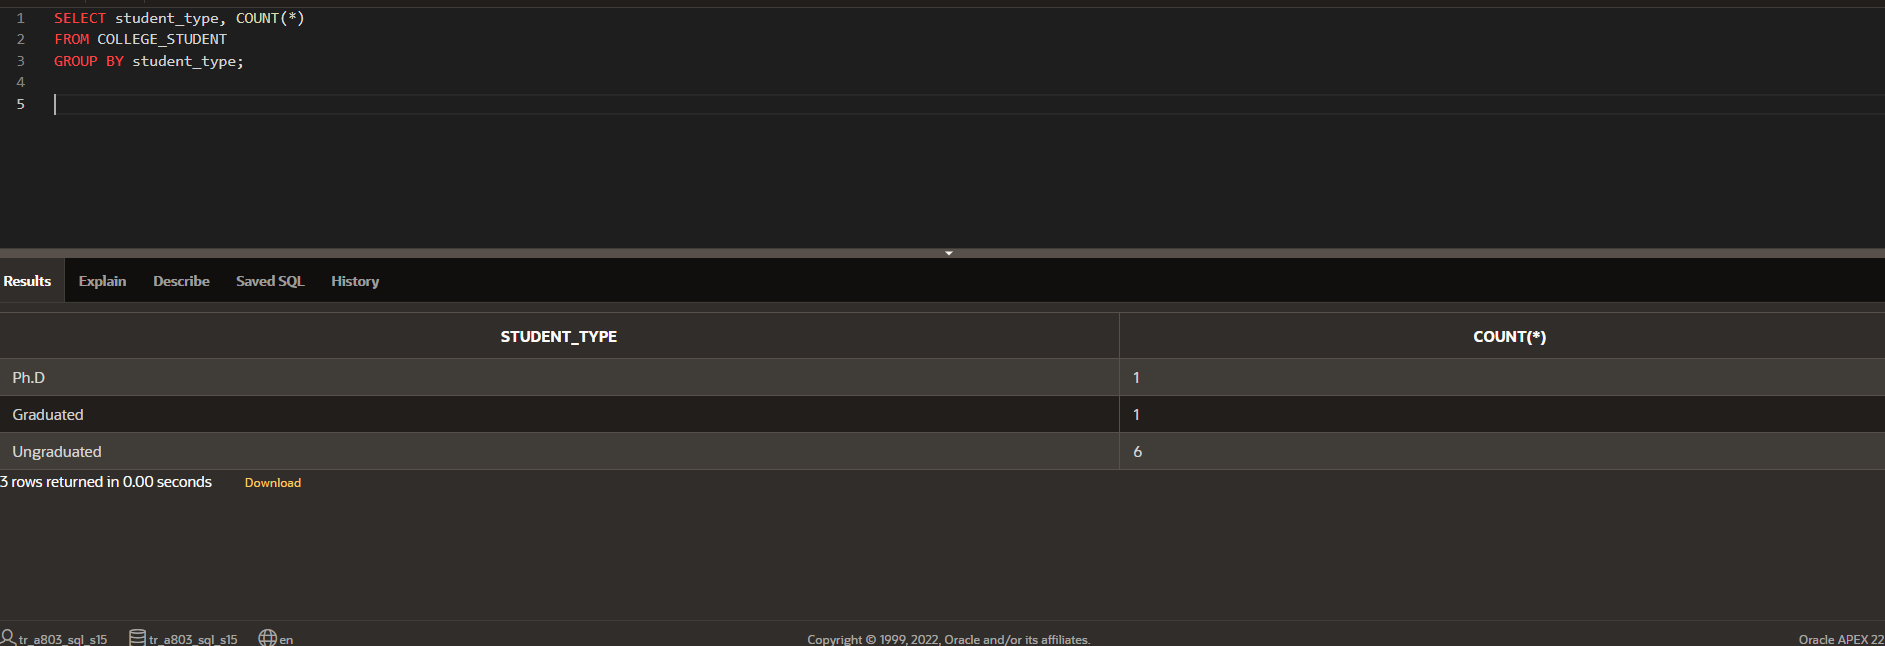 1 SELECT student_type, COUNT(*)
2 FROM COLLEGE_STUDENT
3 GROUP BY student_type;
4
5
Results Explain Describe Saved SQL History
STUDENT_TYPE COUNT(*)
Ph.D 1
Graduated 1
Ungraduated 6
3 rows returned in 0.00 seconds Download
tr_a803_sql_s15 tr_a803_sql_s15 en Copyright © 1999, 2022, Oracle and/or its affiliates. Oracle APEX 22